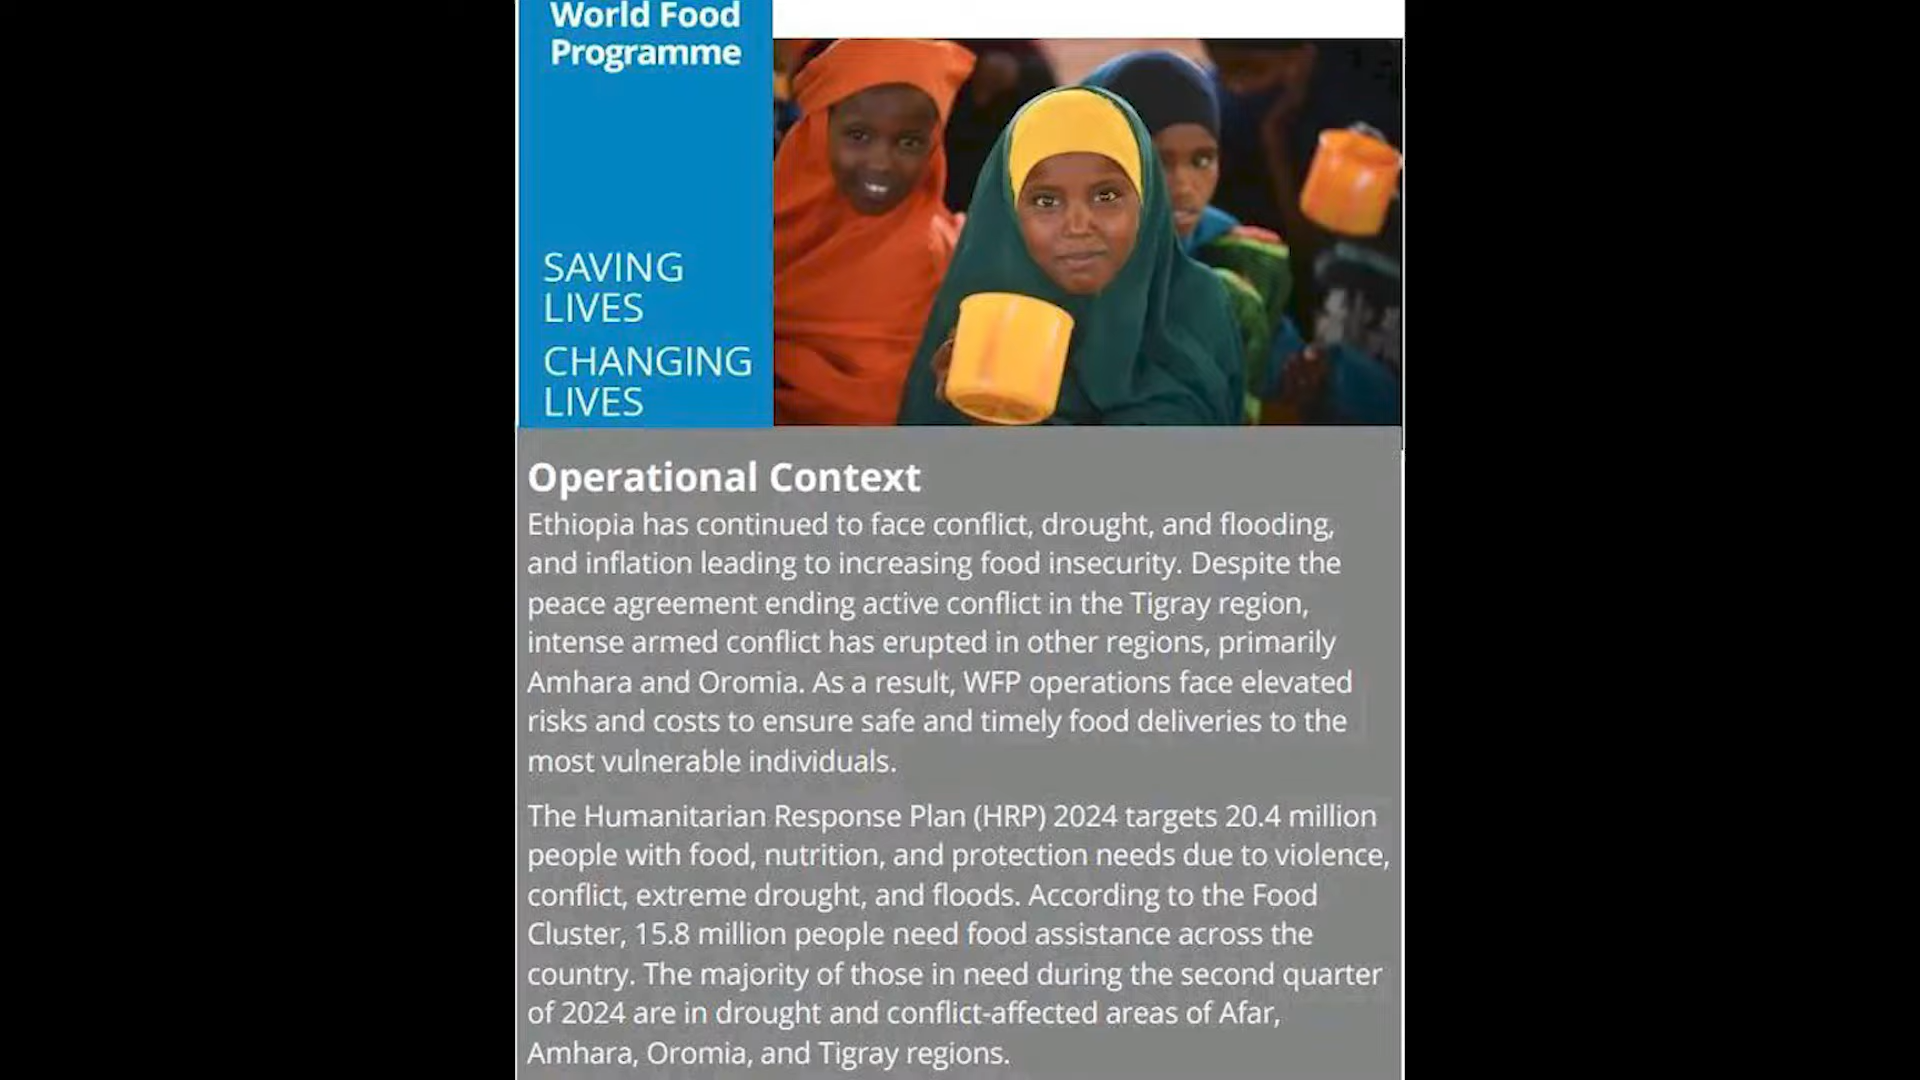 World Food
Programme
SAVING
LIVES
CHANGING
LIVES
Operational Context
Ethiopia has continued to face conflict, drought, and flooding,
and inflation leading to increasing food insecurity. Despite the
peace agreement ending active conflict in the Tigray region,
intense armed conflict has erupted in other regions, primarily
Amhara and Oromia. As a result, WFP operations face elevated
risks and costs to ensure safe and timely food deliveries to the
most vulnerable individuals.
The Humanitarian Response Plan (HRP) 2024 targets 20.4 million
people with food, nutrition, and protection needs due to violence,
conflict, extreme drought, and floods. According to the Food
Cluster, 15.8 million people need food assistance across the
country. The majority of those in need during the second quarter
of 2024 are in drought and conflict-affected areas of Afar,
Amhara, Oromia, and Tigray regions.